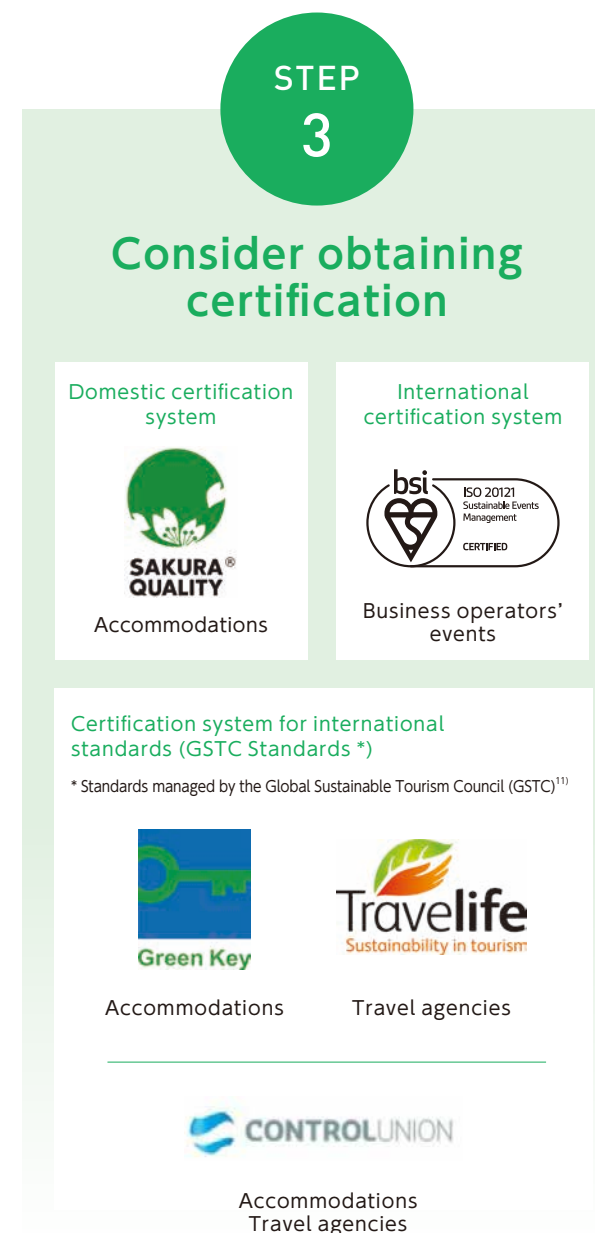 STEP
3
Consider obtaining
certification
Domestic certification
system
SAKURA®
QUALITY
Accommodations
International
certification system
bsi
ISO 20121
Sustainable Events
Management
CERTIFIED
Business operators’
events
Certification system for international
standards (GSTC Standards *)
* Standards managed by the Global Sustainable Tourism Council (GSTC)11)
Green Key
Accommodations
Travelife
Sustainability in tourism
Travel agencies
CONTROLUNION
Accommodations
Travel agencies